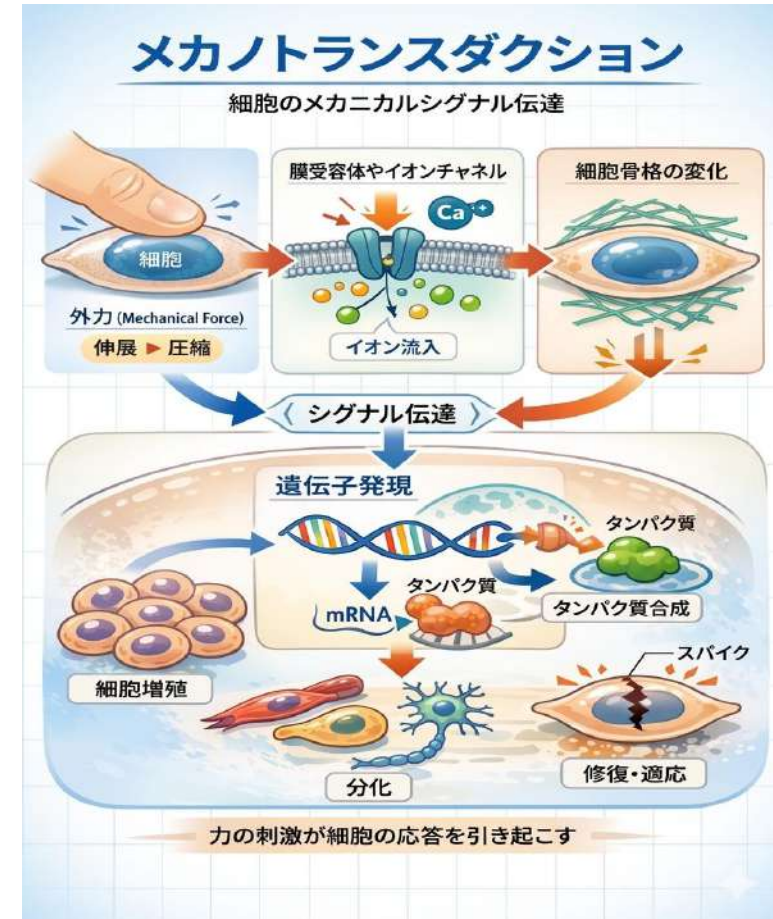 メカノトランスダクション
細胞のメカニカルシグナル伝達
細胞
外力 (Mechanical Force)
伸展 ▶ 圧縮
膜受容体やイオンチャネル
Ca++
イオン流入
細胞骨格の変化
シグナル伝達
遺伝子発現
mRNA
タンパク質
タンパク質
タンパク質合成
細胞増殖
分化
スパイク
修復・適応
力の刺激が細胞の応答を引き起こす